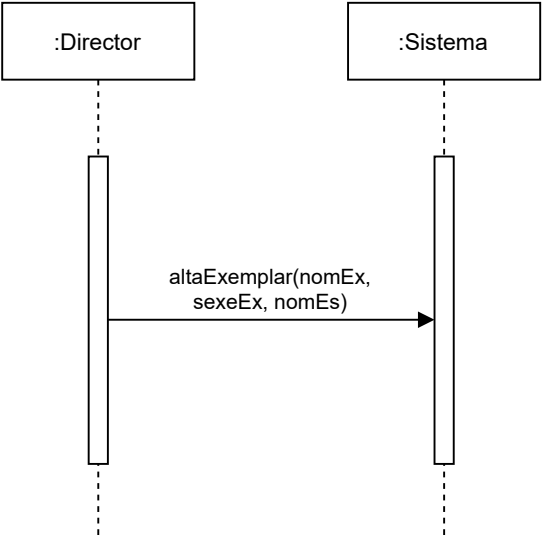 :Director
:Sistema
altaExemplar(nomEx,
sexeEx, nomEs)